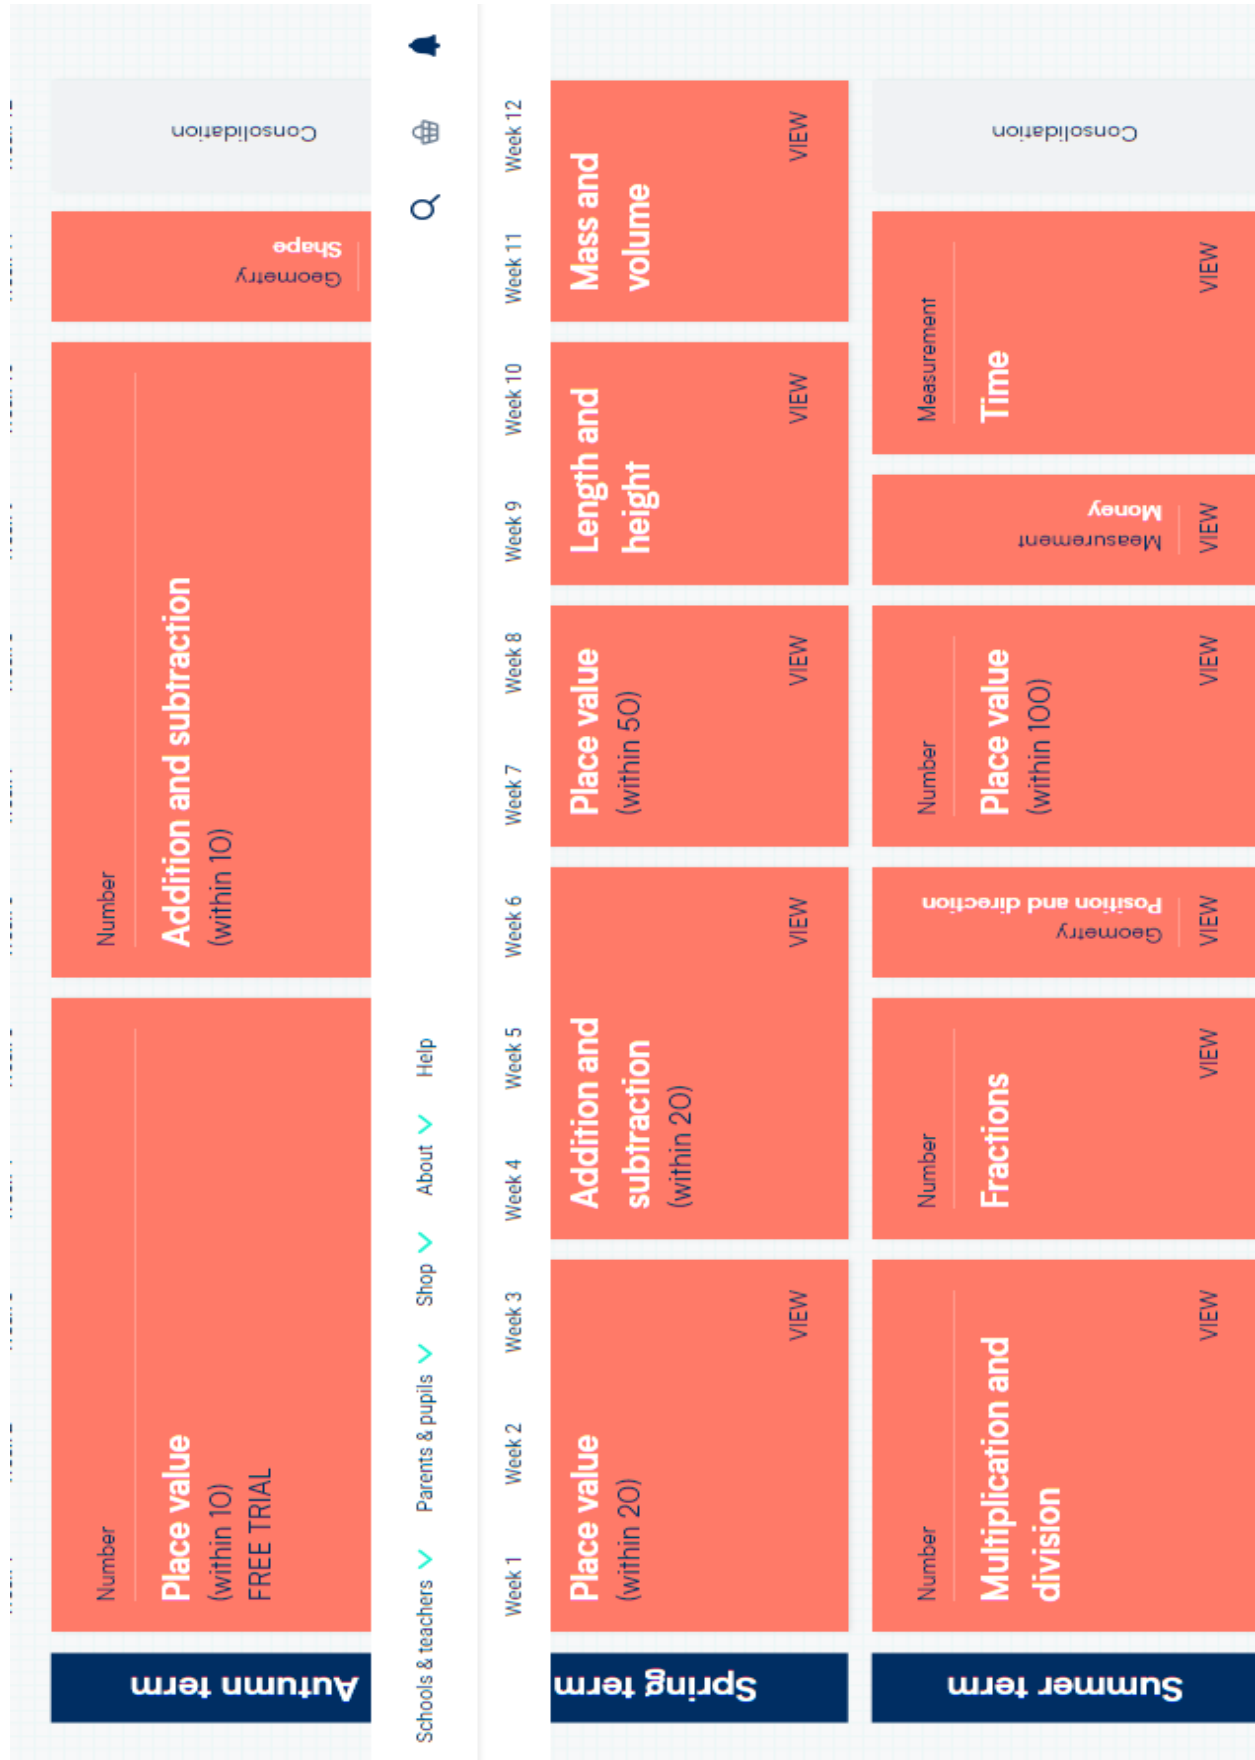 Autumn term
Number
Place value
(within 10)
FREE TRIAL
Number
Addition and subtraction
(within 10)
Geometry
Shape
Consolidation
Schools & teachers
Parents & pupils
Shop
About
Help
Week 1
Week 2
Week 3
Week 4
Week 5
Week 6
Week 7
Week 8
Week 9
Week 10
Week 11
Week 12
Spring term
Place value
(within 20)
VIEW
Addition and
subtraction
(within 20)
VIEW
Place value
(within 50)
VIEW
Length and
height
VIEW
Mass and
volume
VIEW
Summer term
Number
Multiplication and
division
VIEW
Number
Fractions
VIEW
Geometry
Position and direction
VIEW
Number
Place value
(within 100)
VIEW
Measurement
Money
VIEW
Measurement
Time
VIEW
Consolidation